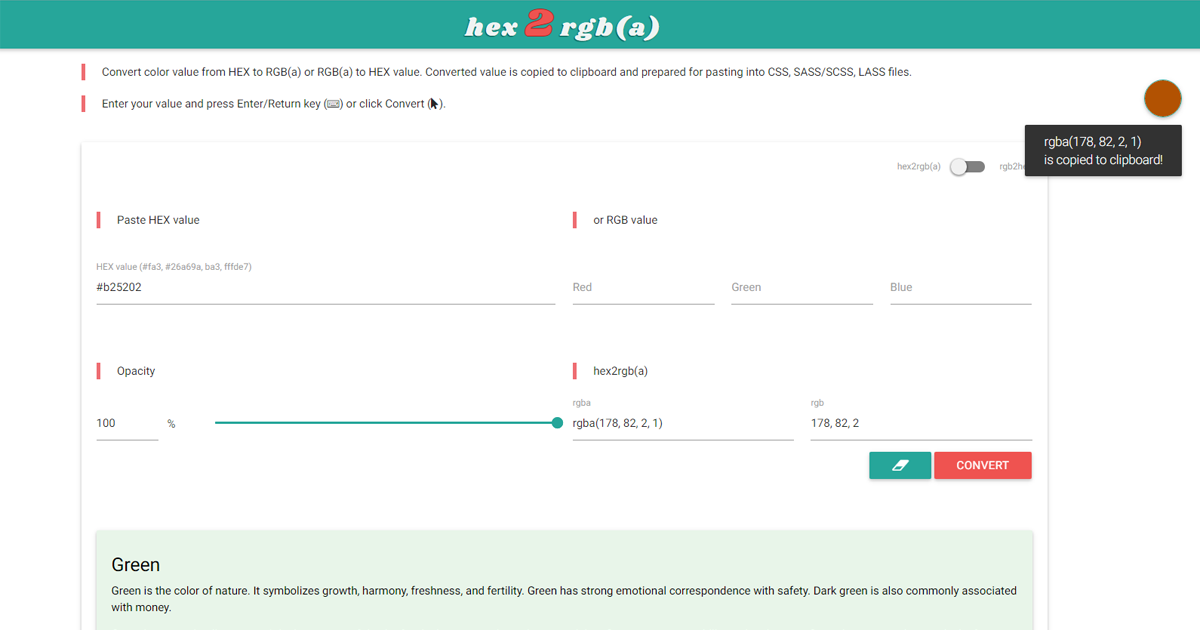 hex 2 rgb(a)
Convert color value from HEX to RGB(a) or RGB(a) to HEX value. Converted value is copied to clipboard and prepared for pasting into CSS, SASS/SCSS, LASS files.
Enter your value and press Enter/Return key (⌨) or click Convert ().
rgba(178, 82, 2, 1)
is copied to clipboard!
hex2rgb(a)
Paste HEX value
or RGB value
HEX value (#fa3, #26a69a, ba3, fffde7)
#b25202
Red
Green
Blue
Opacity
hex2rgb(a)
rgba
rgb
100
%
rgba(178, 82, 2, 1)
178, 82, 2
CONVERT
Green
Green is the color of nature. It symbolizes growth, harmony, freshness, and fertility. Green has strong emotional correspondence with safety. Dark green is also commonly associated
with money.